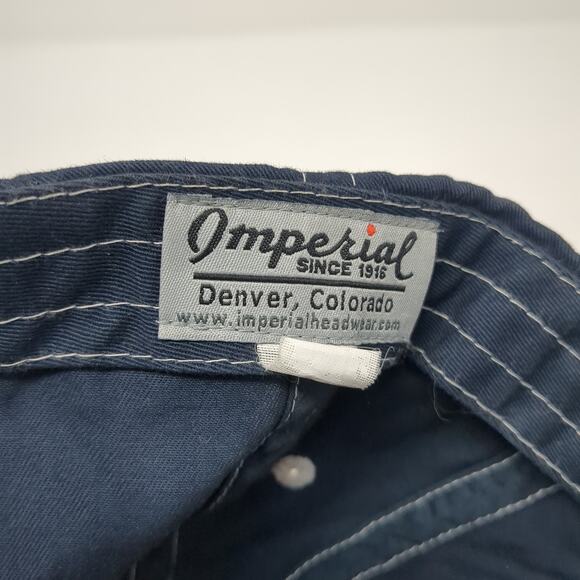 Imperial
SINCE 1916
Denver, Colorado
www.imperialheadwear.com